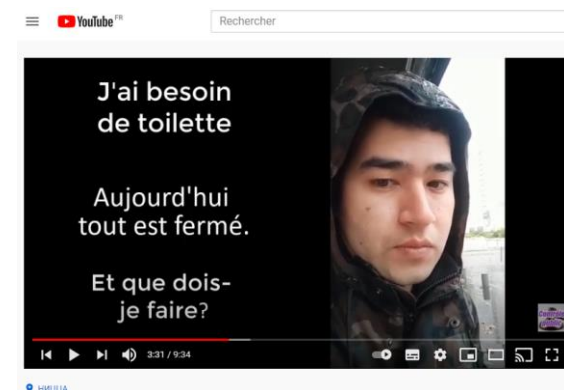 YouTube FR
Rechercher
J'ai besoin
de toilette
Aujourd'hui
tout est fermé.
Et que dois-
je faire?
3:31 / 9:34
НИЦЦА